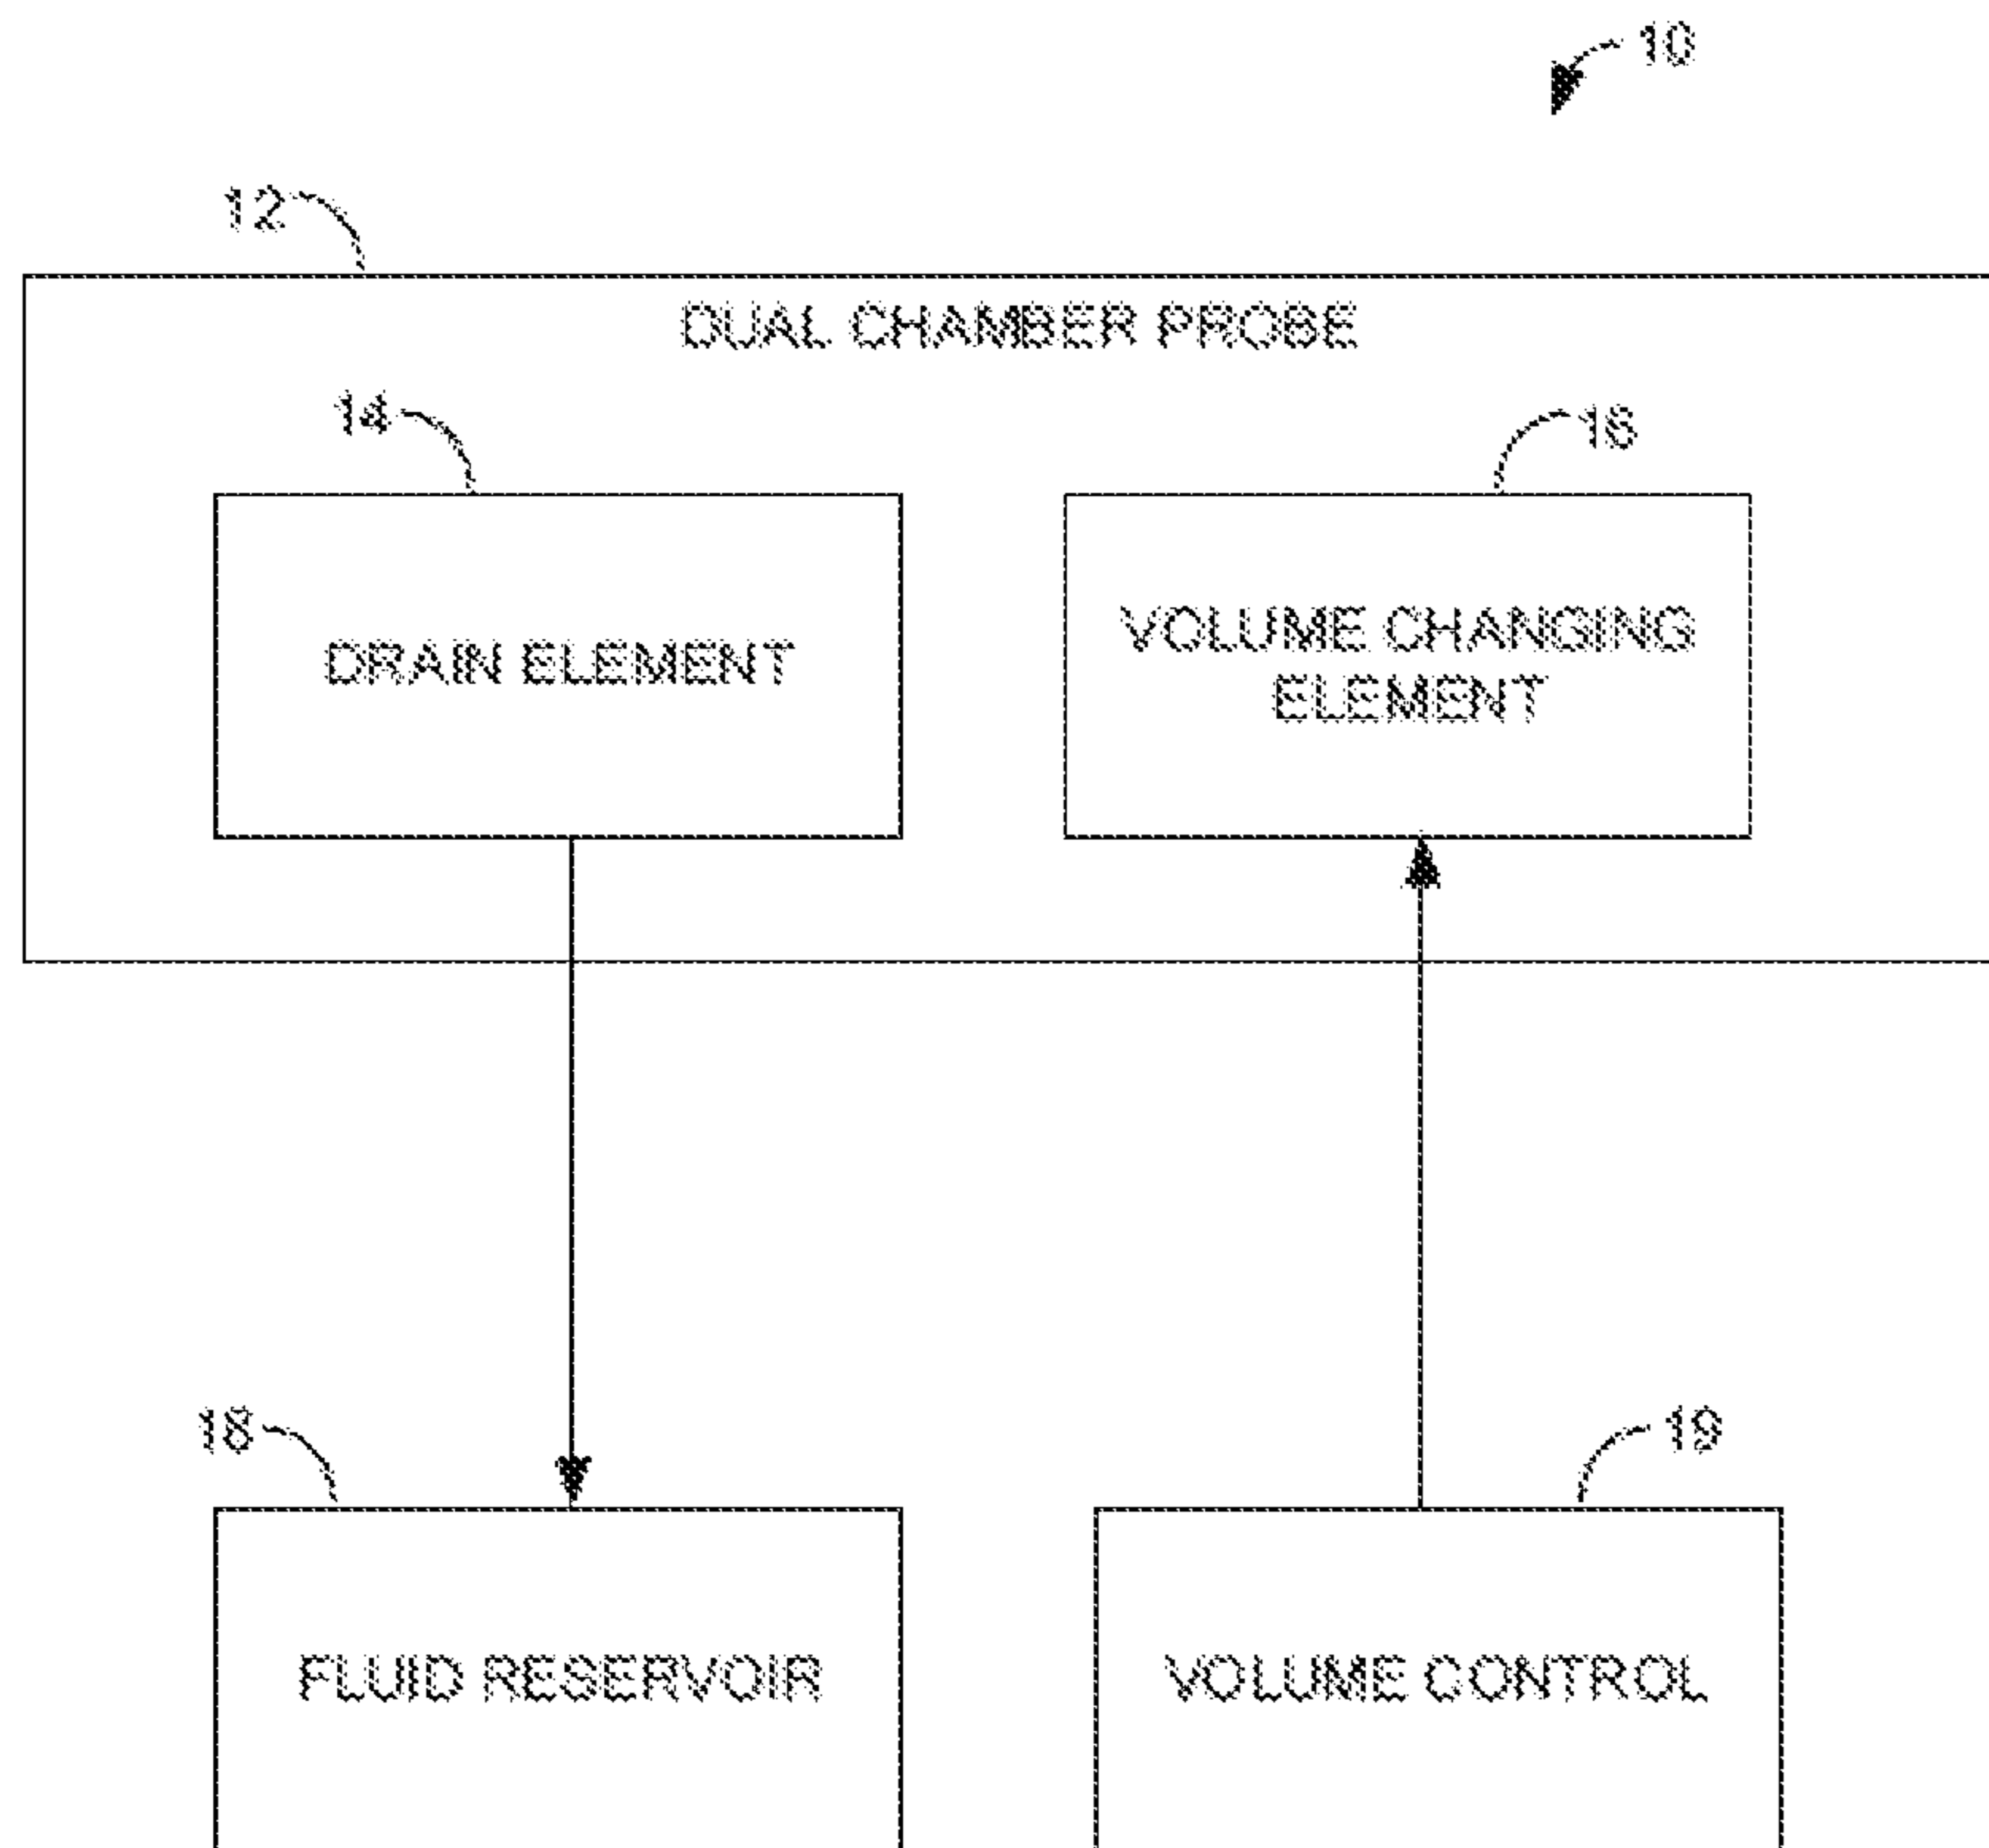 10
12
DUAL CHAMBER PROBE
14
16
DRAIN ELEMENT
VOLUME CHANGING
ELEMENT
18
19
FLUID RESERVOIR
VOLUME CONTROL